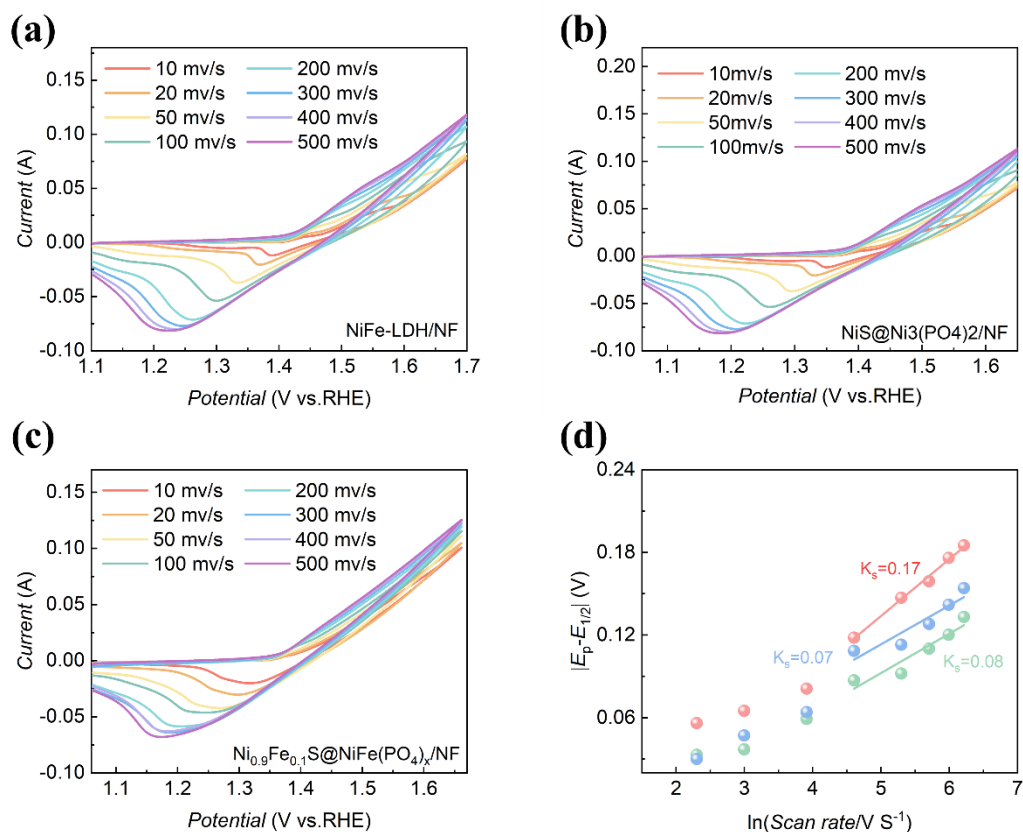 (a)
0.15
0.10
0.05
0.00
-0.05
-0.10
Current (A)
10 mv/s
20 mv/s
50 mv/s
100 mv/s
200 mv/s
300 mv/s
400 mv/s
500 mv/s
NiFe-LDH/NF
1.1 1.2 1.3 1.4 1.5 1.6 1.7
Potential (V vs.RHE)
(b)
0.20
0.15
0.10
0.05
0.00
-0.05
-0.10
Current (A)
10mv/s
20mv/s
50mv/s
100mv/s
200 mv/s
300 mv/s
400 mv/s
500 mv/s
NiS@Ni3(PO4)2/NF
1.1 1.2 1.3 1.4 1.5 1.6
Potential (V vs.RHE)
(c)
0.15
0.10
0.05
0.00
-0.05
-0.10
Current (A)
10 mv/s
20 mv/s
50 mv/s
100 mv/s
200 mv/s
300 mv/s
400 mv/s
500 mv/s
Ni₀.₉Fe₀.₁S@NiFe(PO₄)ₓ/NF
1.1 1.2 1.3 1.4 1.5 1.6
Potential (V vs.RHE)
(d)
0.24
0.18
0.12
0.06
|Eₚ-E₁/₂| (V)
Kₛ=0.17
Kₛ=0.07
Kₛ=0.08
2 3 4 5 6 7
ln(Scan rate/V S⁻¹)